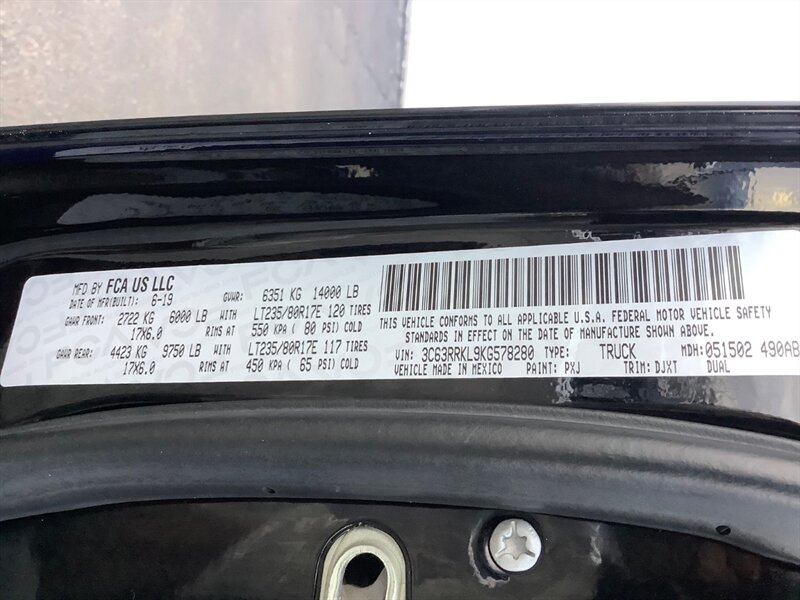 MFD BY FCA US LLC
DATE OF MFR(BUILT): 6-19 GVWR: 6351 KG 14000 LB
GAWR FRONT: 2722 KG 6000 LB WITH LT235/80R17E 120 TIRES
17X6.0 RIMS AT 550 KPA ( 80 PSI) COLD
GAWR REAR: 4423 KG 9750 LB WITH LT235/80R17E 117 TIRES
17X6.0 RIMS AT 450 KPA ( 65 PSI) COLD
THIS VEHICLE CONFORMS TO ALL APPLICABLE U.S.A. FEDERAL MOTOR VEHICLE SAFETY
STANDARDS IN EFFECT ON THE DATE OF MANUFACTURE SHOWN ABOVE.
VIN: 3C63RRKL9KG578280 TYPE: TRUCK MDH: 051502 490AB
VEHICLE MADE IN MEXICO PAINT: PXJ TRIM: DJXT DUAL